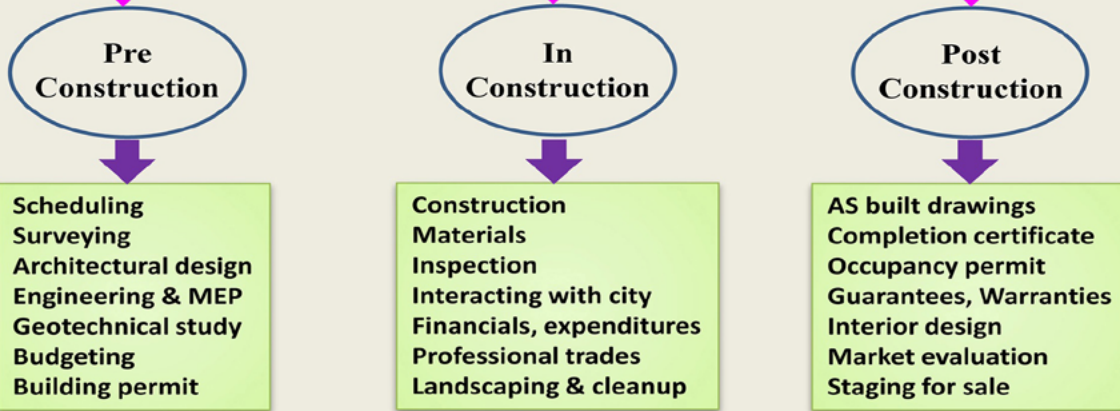 Pre
Construction
In
Construction
Post
Construction
Scheduling
Surveying
Architectural design
Engineering & MEP
Geotechnical study
Budgeting
Building permit
Construction
Materials
Inspection
Interacting with city
Financials, expenditures
Professional trades
Landscaping & cleanup
AS built drawings
Completion certificate
Occupancy permit
Guarantees, Warranties
Interior design
Market evaluation
Staging for sale